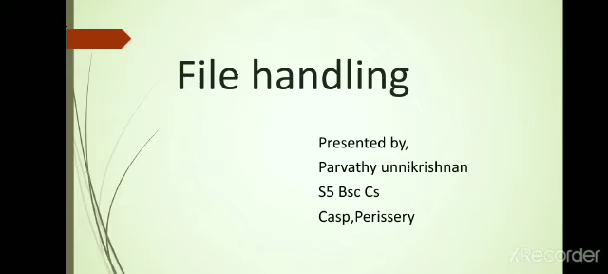 File handling
Presented by,
Parvathy unnikrishnan
S5 Bsc Cs
Casp,Perissery
XRecorder